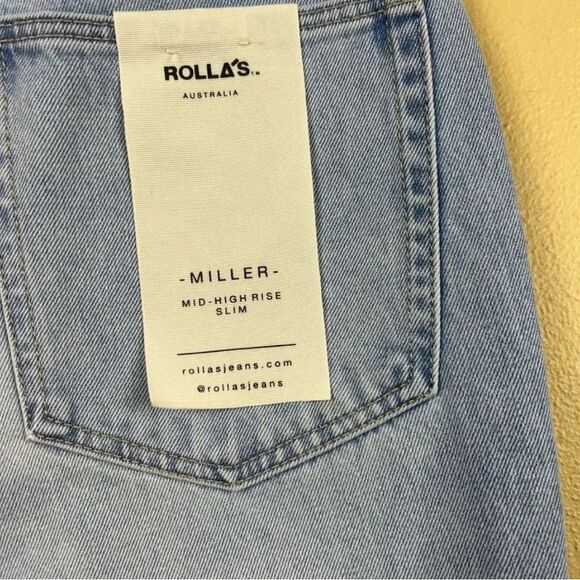 ROLLA'S™
AUSTRALIA
-MILLER-
MID-HIGH RISE
SLIM
rollasjeans.com
@rollasjeans